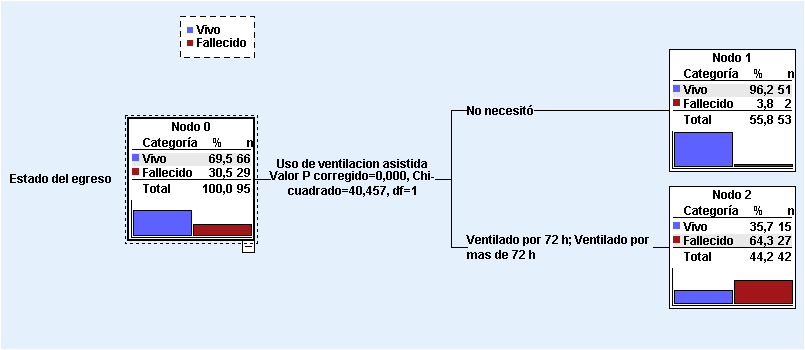 Vivo
Fallecido
Estado del egreso
Nodo 0
Categoría % n
Vivo 69,5 66
Fallecido 30,5 29
Total 100,0 95
Uso de ventilacion asistida
Valor P corregido=0,000, Chi-
cuadrado=40,457, df=1
No necesitó
Nodo 1
Categoría % n
Vivo 96,2 51
Fallecido 3,8 2
Total 55,8 53
Ventilado por 72 h; Ventilado por
mas de 72 h
Nodo 2
Categoría % n
Vivo 35,7 15
Fallecido 64,3 27
Total 44,2 42